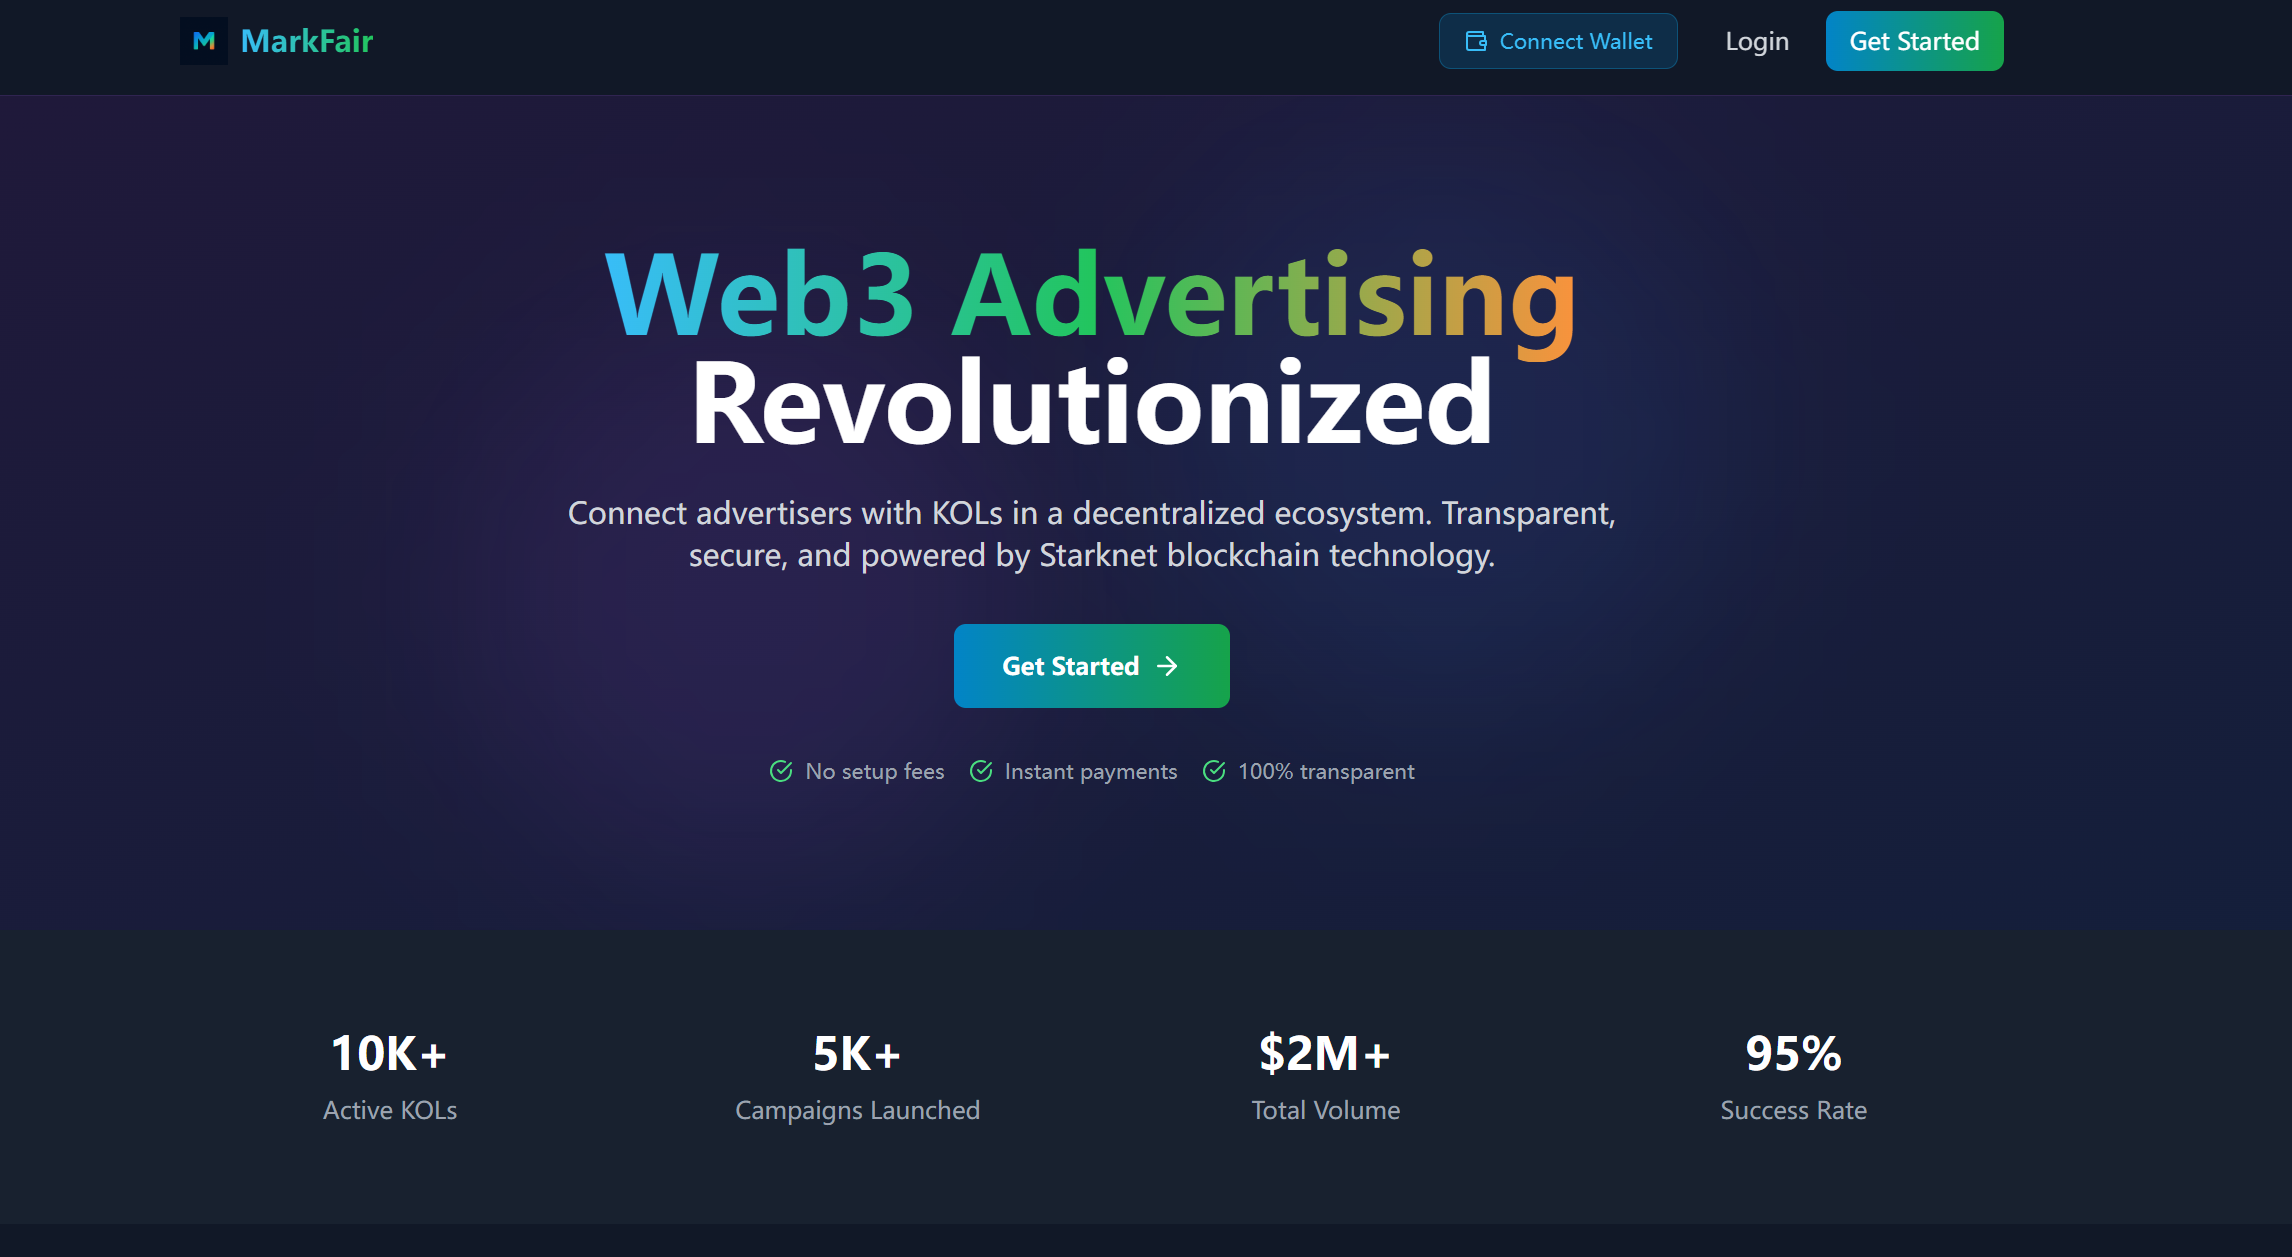 M MarkFair
Connect Wallet
Login
Get Started
Web3 Advertising
Revolutionized
Connect advertisers with KOLs in a decentralized ecosystem. Transparent,
secure, and powered by Starknet blockchain technology.
Get Started
No setup fees
Instant payments
100% transparent
10K+
Active KOLs
5K+
Campaigns Launched
$2M+
Total Volume
95%
Success Rate